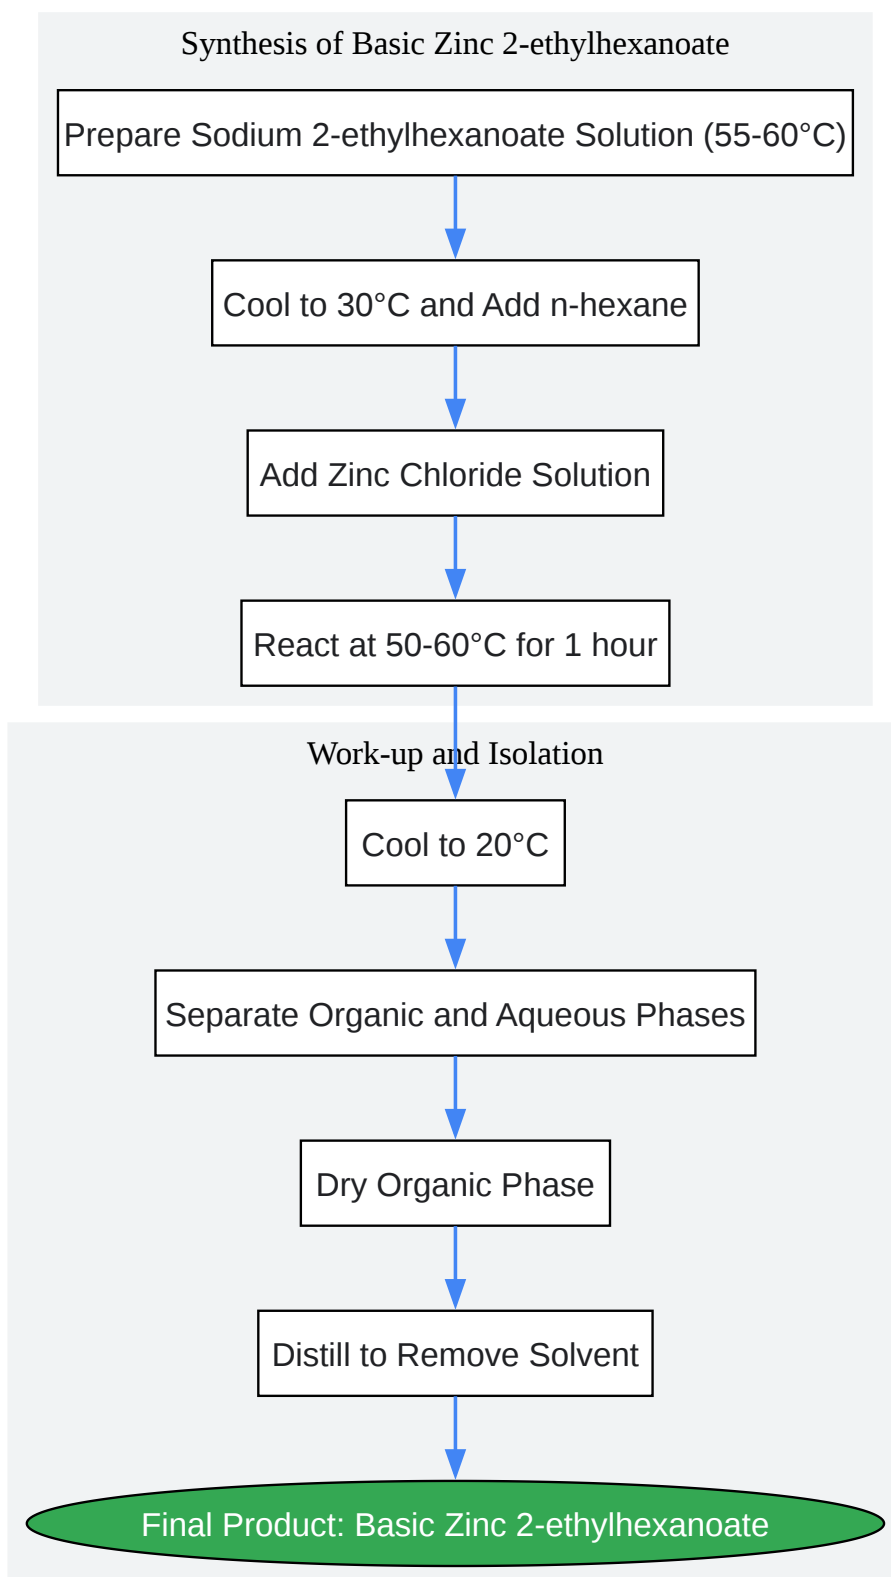 Synthesis of Basic Zinc 2-ethylhexanoate
Prepare Sodium 2-ethylhexanoate Solution (55-60°C)
Cool to 30°C and Add n-hexane
Add Zinc Chloride Solution
React at 50-60°C for 1 hour
Work-up and Isolation
Cool to 20°C
Separate Organic and Aqueous Phases
Dry Organic Phase
Distill to Remove Solvent
Final Product: Basic Zinc 2-ethylhexanoate